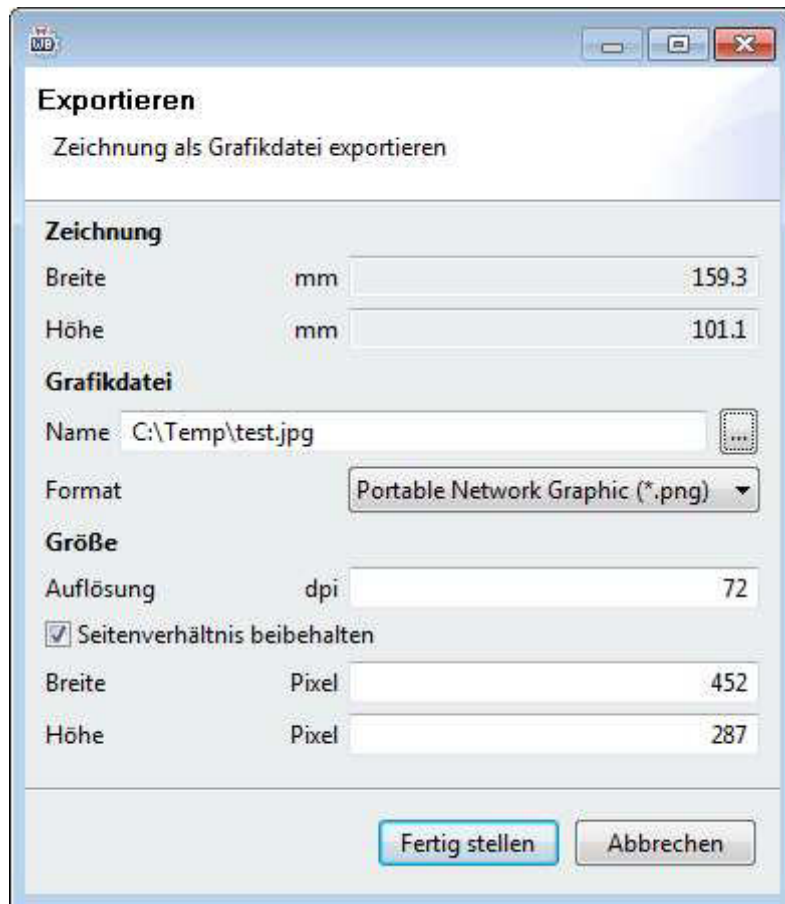 WB
Exportieren
Zeichnung als Grafikdatei exportieren
Zeichnung
Breite mm 159.3
Höhe mm 101.1
Grafikdatei
Name C:\Temp\test.jpg ...
Format Portable Network Graphic (*.png)
Größe
Auflösung dpi 72
Seitenverhältnis beibehalten
Breite Pixel 452
Höhe Pixel 287
Fertig stellen Abbrechen